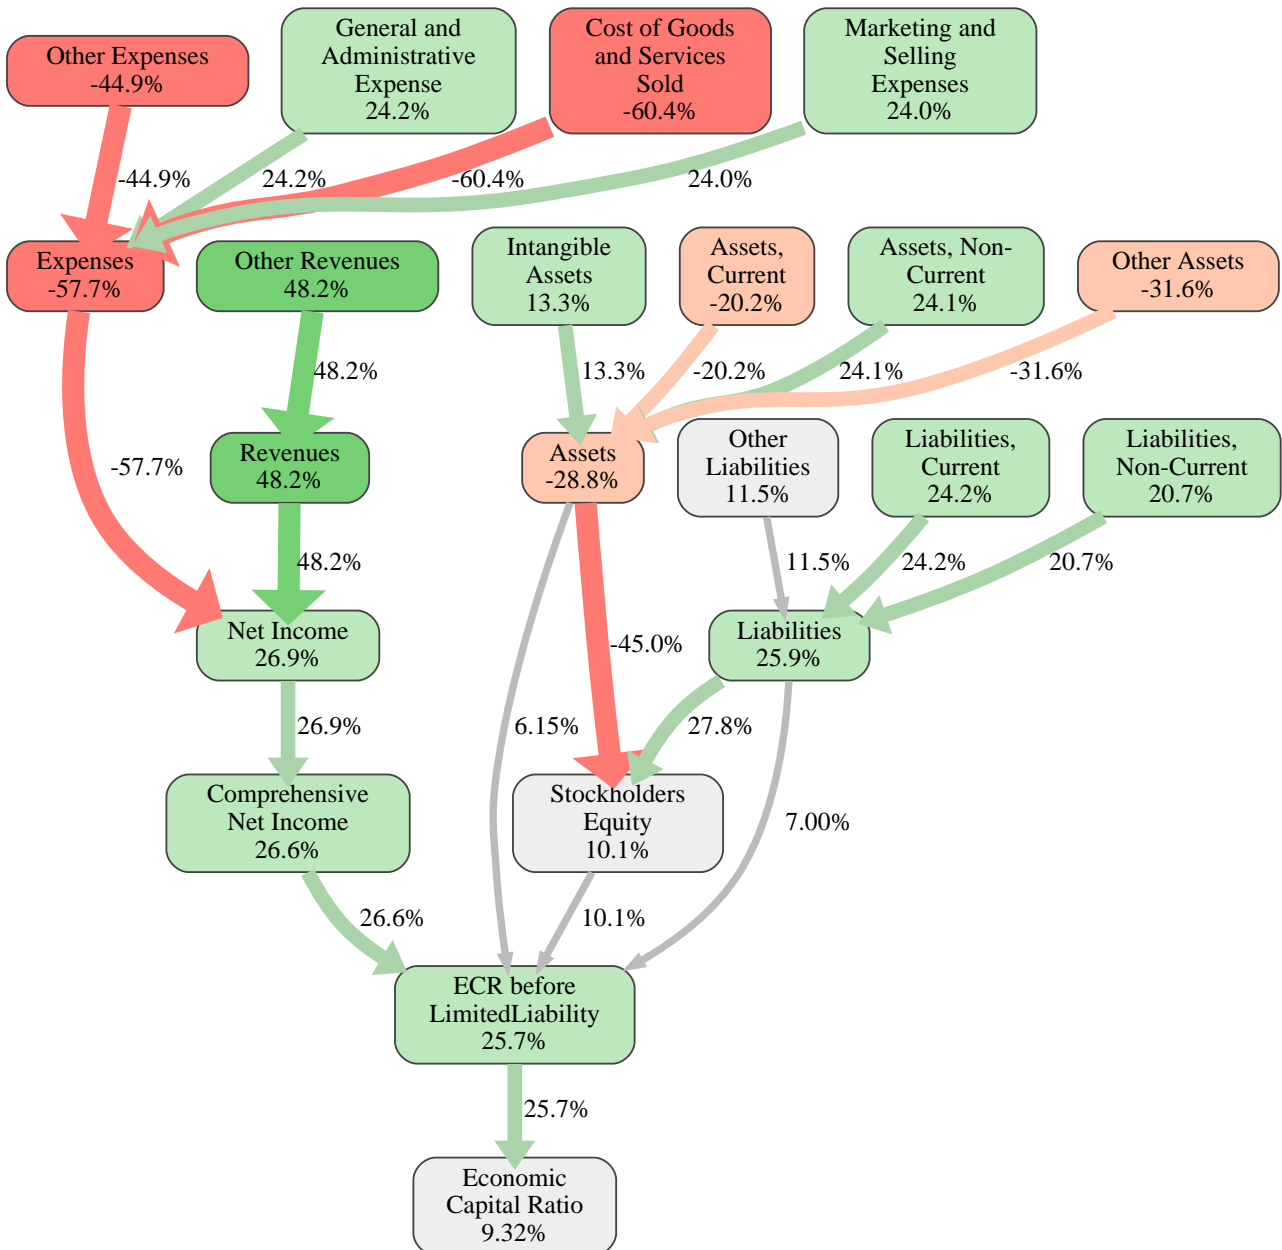 Other Expenses
-44.9%
General and
Administrative
Expense
24.2%
Cost of Goods
and Services
Sold
-60.4%
Marketing and
Selling
Expenses
24.0%
-44.9%
24.2%
-60.4%
24.0%
Expenses
-57.7%
Other Revenues
48.2%
Intangible
Assets
13.3%
Assets,
Current
-20.2%
Assets, Non-
Current
24.1%
Other Assets
-31.6%
48.2%
13.3%
-20.2%
24.1%
-31.6%
-57.7%
Revenues
48.2%
Assets
-28.8%
Other
Liabilities
11.5%
Liabilities,
Current
24.2%
Liabilities,
Non-Current
20.7%
48.2%
11.5%
24.2%
20.7%
Net Income
26.9%
-45.0%
Liabilities
25.9%
26.9%
6.15%
27.8%
Comprehensive
Net Income
26.6%
Stockholders
Equity
10.1%
7.00%
26.6%
10.1%
ECR before
LimitedLiability
25.7%
25.7%
Economic
Capital Ratio
9.32%